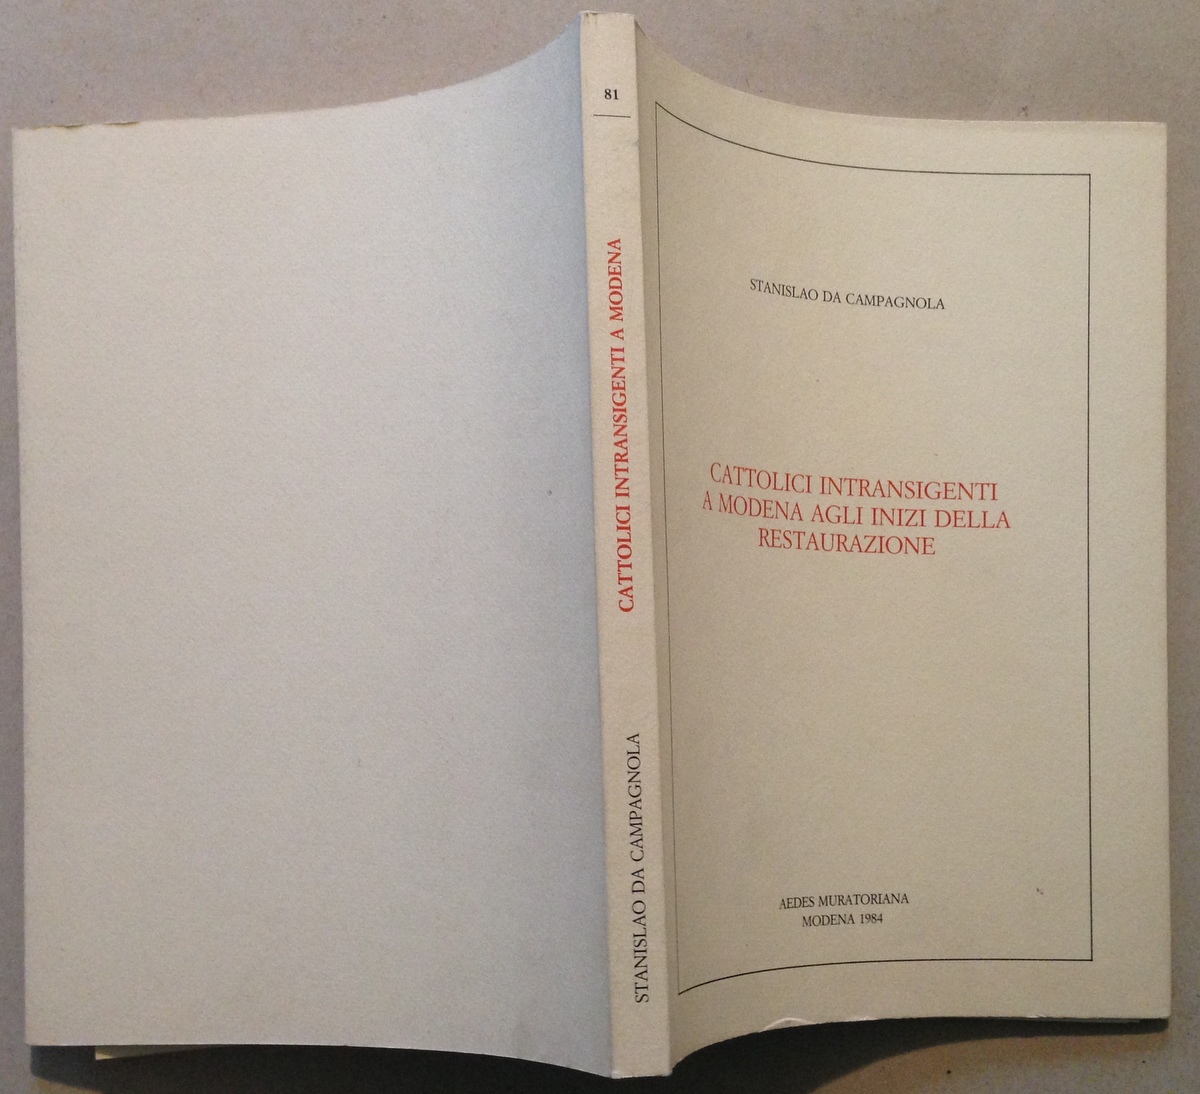 81
CATTOLICI INTRANSIGENTI A MODENA
STANISLAO DA CAMPAGNOLA
STANISLAO DA CAMPAGNOLA
CATTOLICI INTRANSIGENTI
A MODENA AGLI INIZI DELLA
RESTAURAZIONE
AEDES MURATORIANA
MODENA 1984